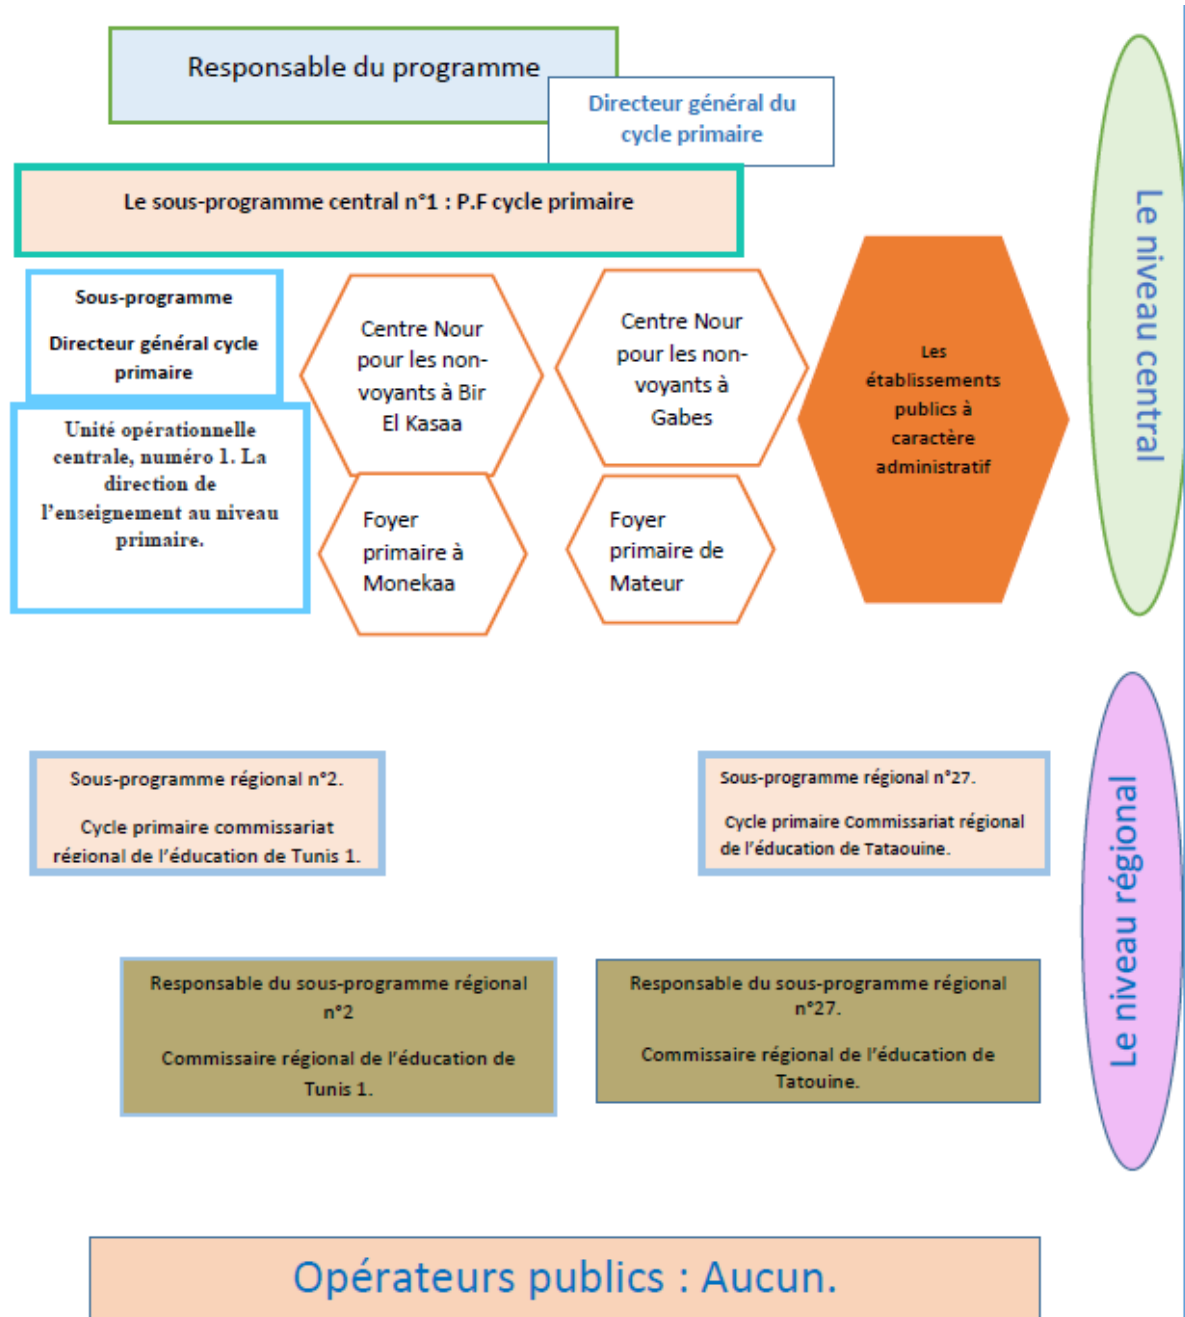 Responsable du programme
Directeur général du
cycle primaire
Le sous-programme central n°1 : P.F cycle primaire
Sous-programme
Directeur général cycle
primaire
Unité opérationnelle
centrale, numéro 1. La
direction de
l'enseignement au niveau
primaire.
Centre Nour
pour les non-
voyants à Bir
El Kasaa
Centre Nour
pour les non-
voyants à
Gabes
Foyer
primaire à
Monekaa
Foyer
primaire de
Mateur
Les
établissements
publics à
caractère
administratif
Le niveau central
Sous-programme régional n°2.
Cycle primaire commissariat
régional de l'éducation de Tunis 1.
Sous-programme régional n°27.
Cycle primaire Commissariat régional
de l'éducation de Tataouine.
Responsable du sous-programme régional
n°2
Commissaire régional de l'éducation de
Tunis 1.
Responsable du sous-programme régional
n°27.
Commissaire régional de l'éducation de
Tatouine.
Le niveau régional
Opérateurs publics : Aucun.